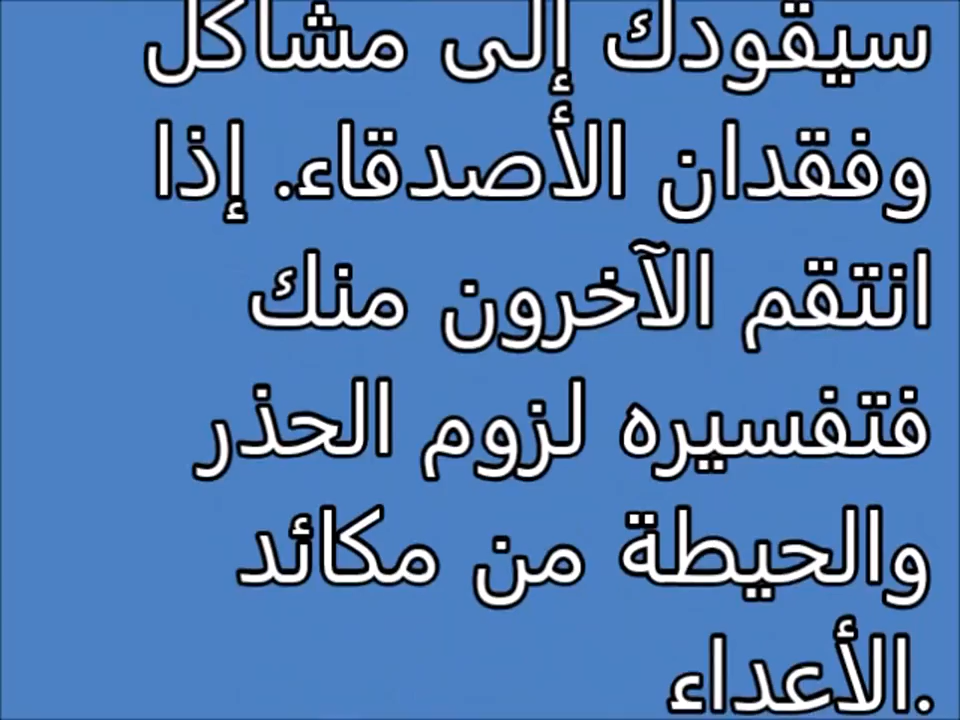 سيقودك إلى مشاكل
وفقدان الأصدقاء. إذا
انتقم الآخرون منك
فتفسيره لزوم الحذر
والحيطة من مكائد
.الأعداء